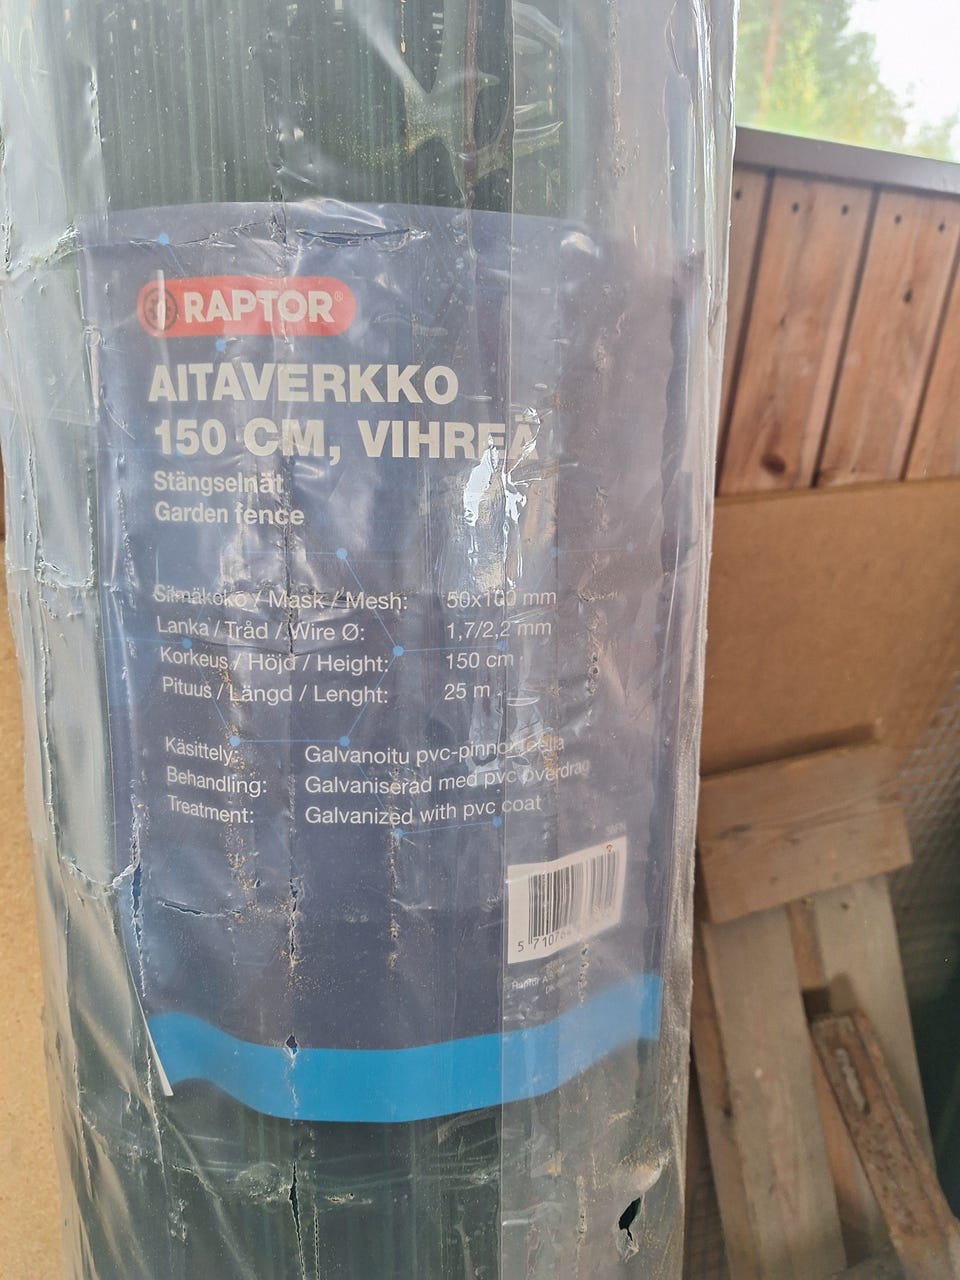 RAPTOR®
AITAVERKKO
150 CM, VIHREÄ
Stängselnät
Garden fence
Silmäkoko / Mask / Mesh: 50x100 mm
Lanka / Tråd / Wire Ø: 1,7/2,2 mm
Korkeus / Höjd / Height: 150 cm
Pituus / Längd / Lenght: 25 m
Käsittely: Galvanoitu
Behandling: Galvaniserad med pvc överdrag
Treatment: Galvanized with pvc coat
Raptor